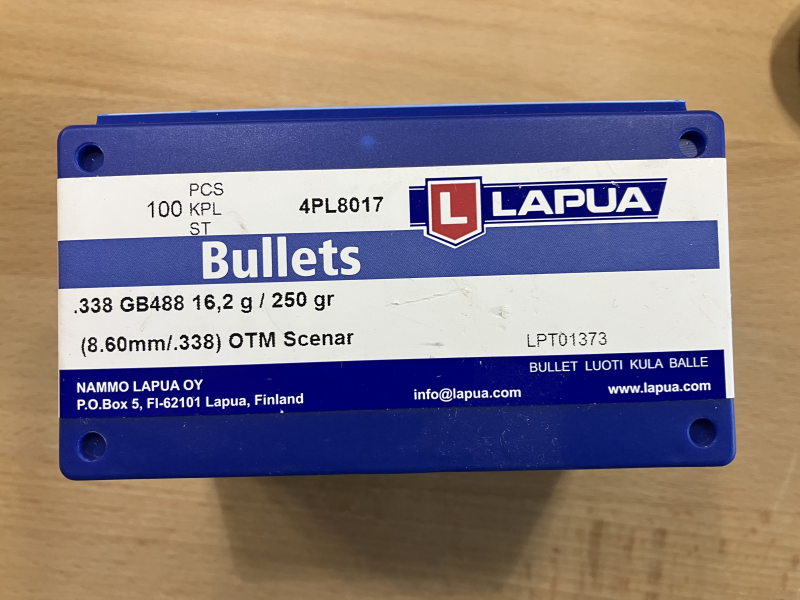 PCS
100 KPL
ST
4PL8017
L LAPUA
Bullets
.338 GB488 16,2 g / 250 gr
(8.60mm/.338) OTM Scenar
LPT01373
BULLET LUOTI KULA BALLE
NAMMO LAPUA OY
P.O.Box 5, FI-62101 Lapua, Finland
info@lapua.com
www.lapua.com